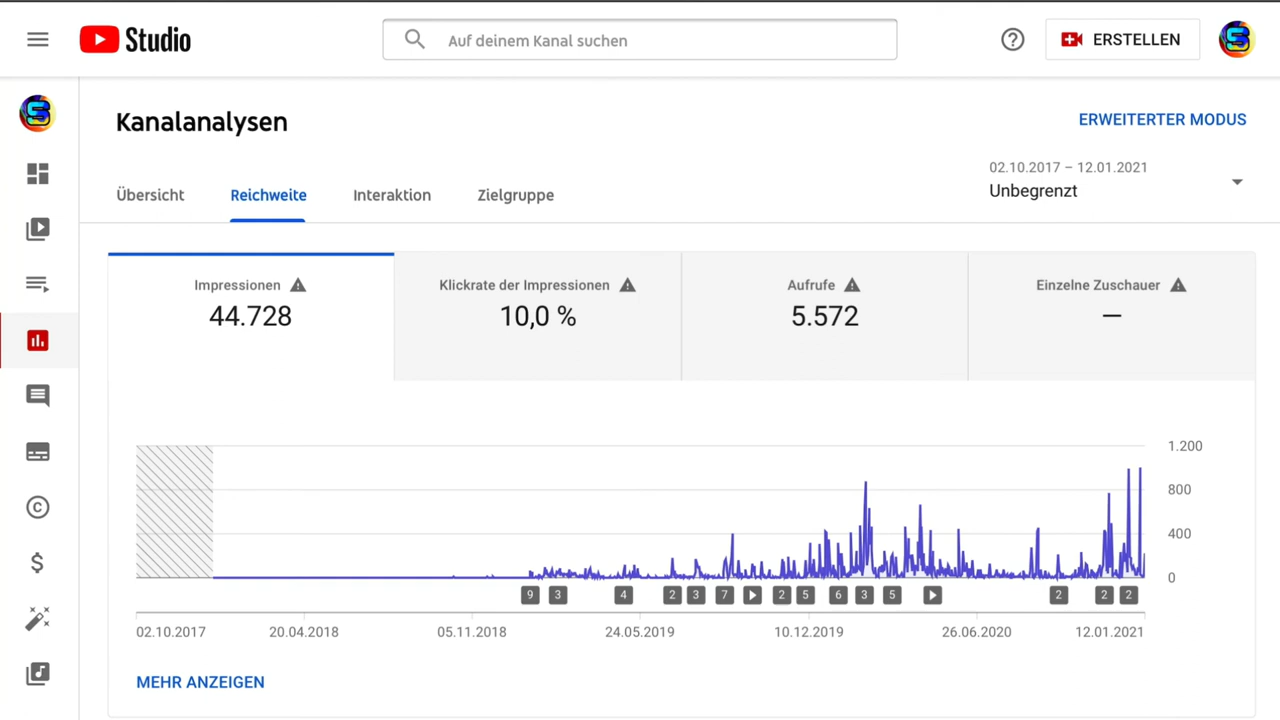 Studio
Auf deinem Kanal suchen
ERSTELLEN
Kanalanalysen
ERWEITERTER MODUS
02.10.2017 – 12.01.2021
Unbegrenzt
Übersicht
Reichweite
Interaktion
Zielgruppe
Impressionen
44.728
Klickrate der Impressionen
10,0 %
Aufrufe
5.572
Einzelne Zuschauer
—
1.200
800
400
0
9 3 4 2 3 7 2 5 6 3 5 2 2 2
02.10.2017 20.04.2018 05.11.2018 24.05.2019 10.12.2019 26.06.2020 12.01.2021
MEHR ANZEIGEN